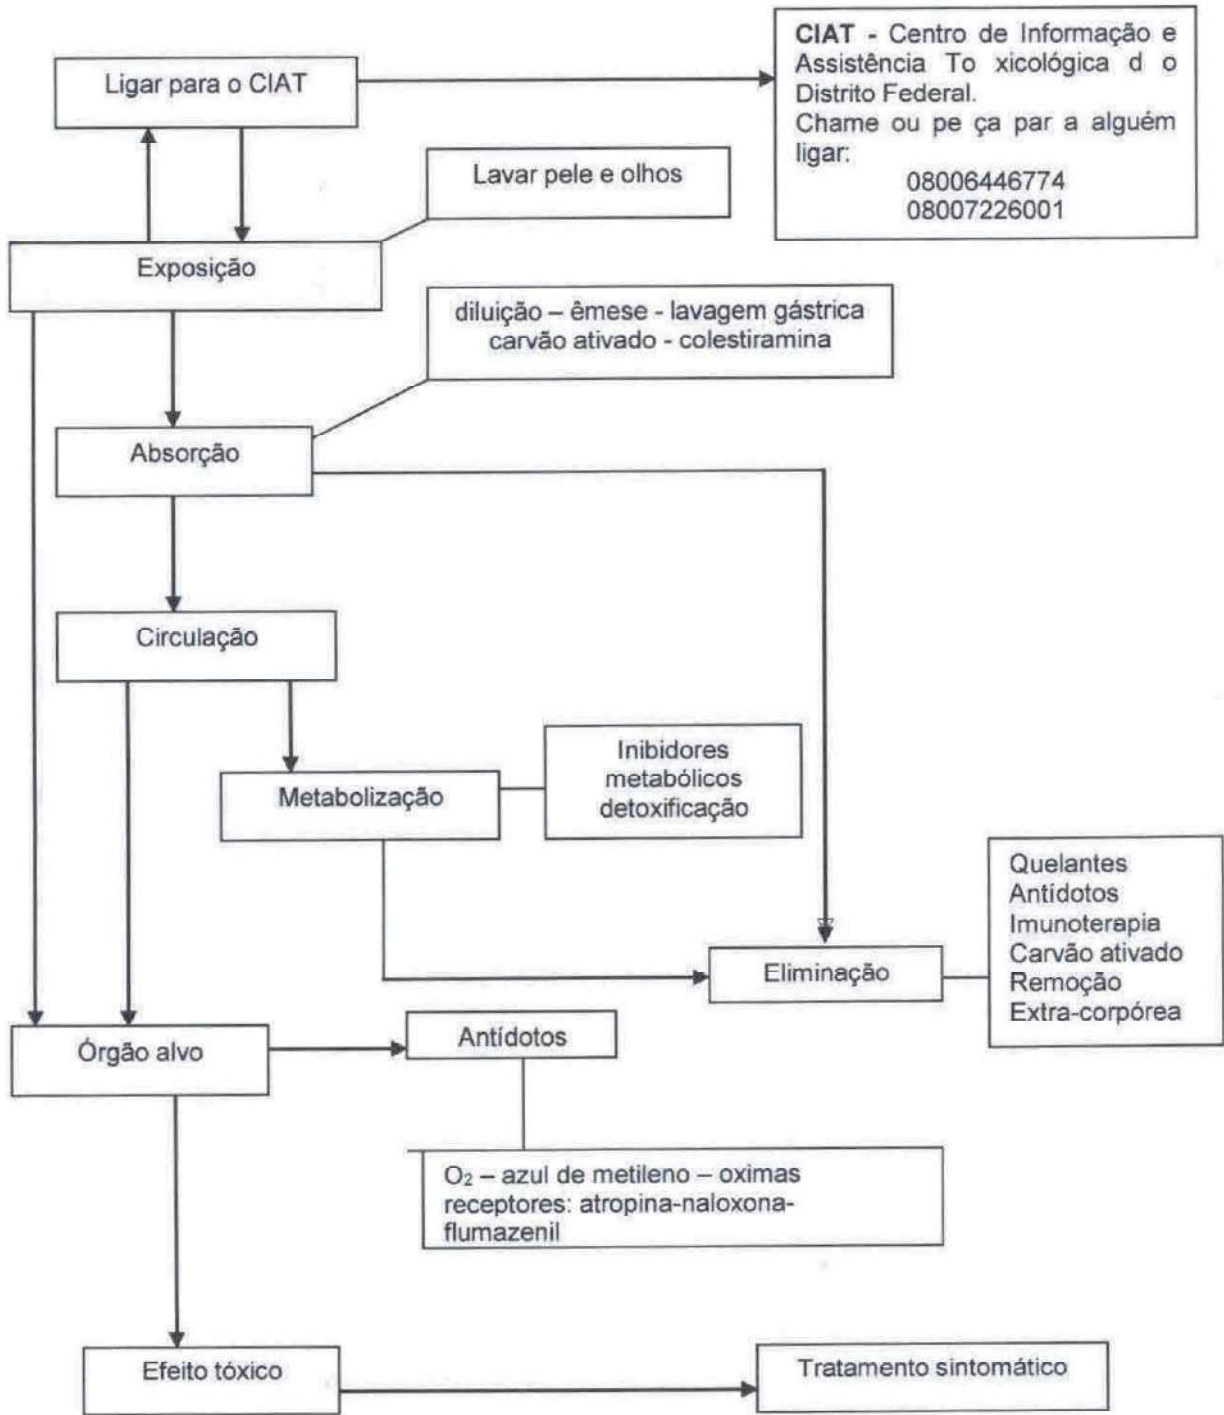 Ligar para o CIAT
CIAT - Centro de Informação e
Assistência To xicológica d o
Distrito Federal.
Chame ou pe ça par a alguém
ligar:
08006446774
08007226001
Lavar pele e olhos
Exposição
diluição – êmese - lavagem gástrica
carvão ativado - colestiramina
Absorção
Circulação
Metabolização
Inibidores
metabólicos
detoxificação
Eliminação
Quelantes
Antídotos
Imunoterapia
Carvão ativado
Remoção
Extra-corpórea
Órgão alvo
Antídotos
O₂ – azul de metileno – oximas
receptores: atropina-naloxona-
flumazenil
Efeito tóxico
Tratamento sintomático